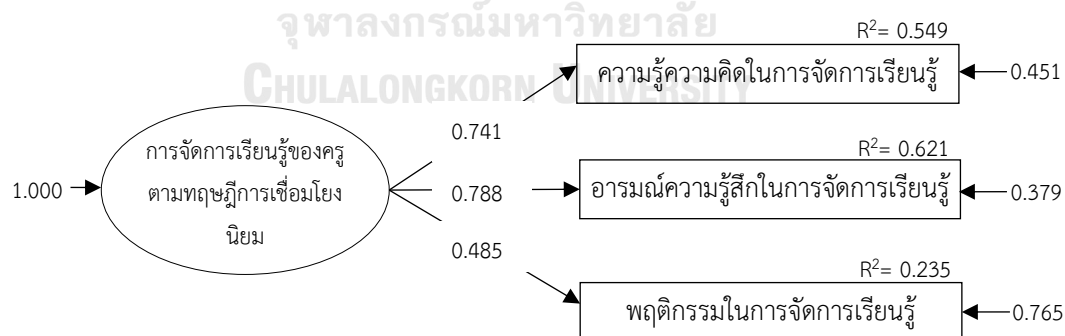 จุฬาลงกรณ์มหาวิทยาลัย
CHULALONGKORN UNIVERSITY
R²= 0.549
ความรู้ความคิดในการจัดการเรียนรู้
0.451
0.741
การจัดการเรียนรู้ของครู
ตามทฤษฎีการเชื่อมโยง
นิยม
1.000
R²= 0.621
0.788
อารมณ์ความรู้สึกในการจัดการเรียนรู้
0.379
0.485
R²= 0.235
พฤติกรรมในการจัดการเรียนรู้
0.765